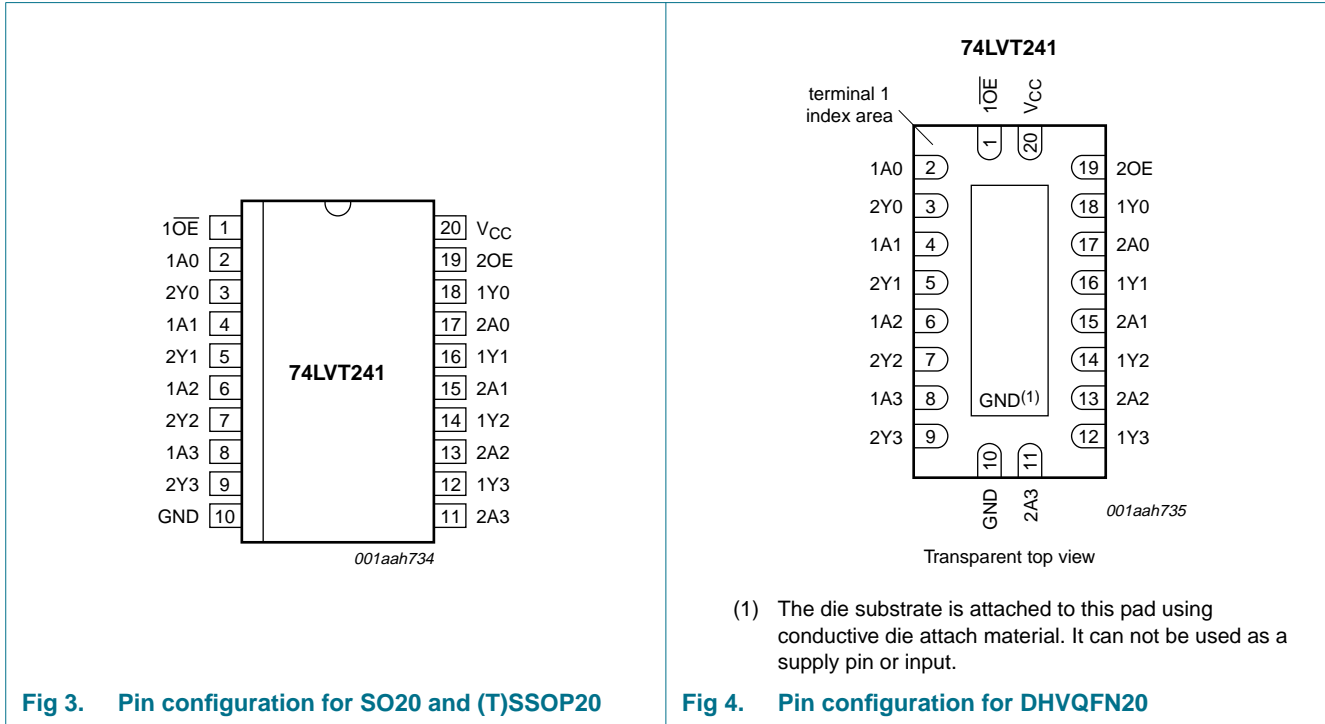 1O̅E̅ 1
1A0 2
2Y0 3
1A1 4
2Y1 5
1A2 6
2Y2 7
1A3 8
2Y3 9
GND 10
74LVT241
20 VCC
19 2OE
18 1Y0
17 2A0
16 1Y1
15 2A1
14 1Y2
13 2A2
12 1Y3
11 2A3
001aah734
Fig 3. Pin configuration for SO20 and (T)SSOP20
74LVT241
terminal 1
index area
1O̅E̅
VCC
1
20
1A0 2
2Y0 3
1A1 4
2Y1 5
1A2 6
2Y2 7
1A3 8
2Y3 9
19 2OE
18 1Y0
17 2A0
16 1Y1
15 2A1
14 1Y2
13 2A2
12 1Y3
GND(1)
10
11
GND
2A3
001aah735
Transparent top view
(1) The die substrate is attached to this pad using
conductive die attach material. It can not be used as a
supply pin or input.
Fig 4. Pin configuration for DHVQFN20